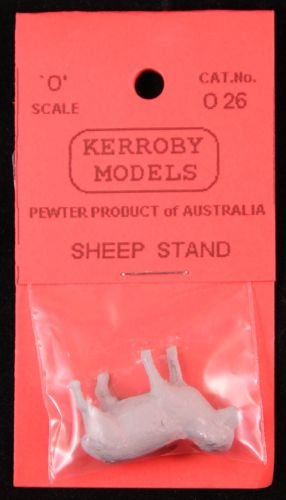 `O'
SCALE
CAT.No.
O 26
KERROBY
MODELS
PEWTER PRODUCT of AUSTRALIA
SHEEP STAND